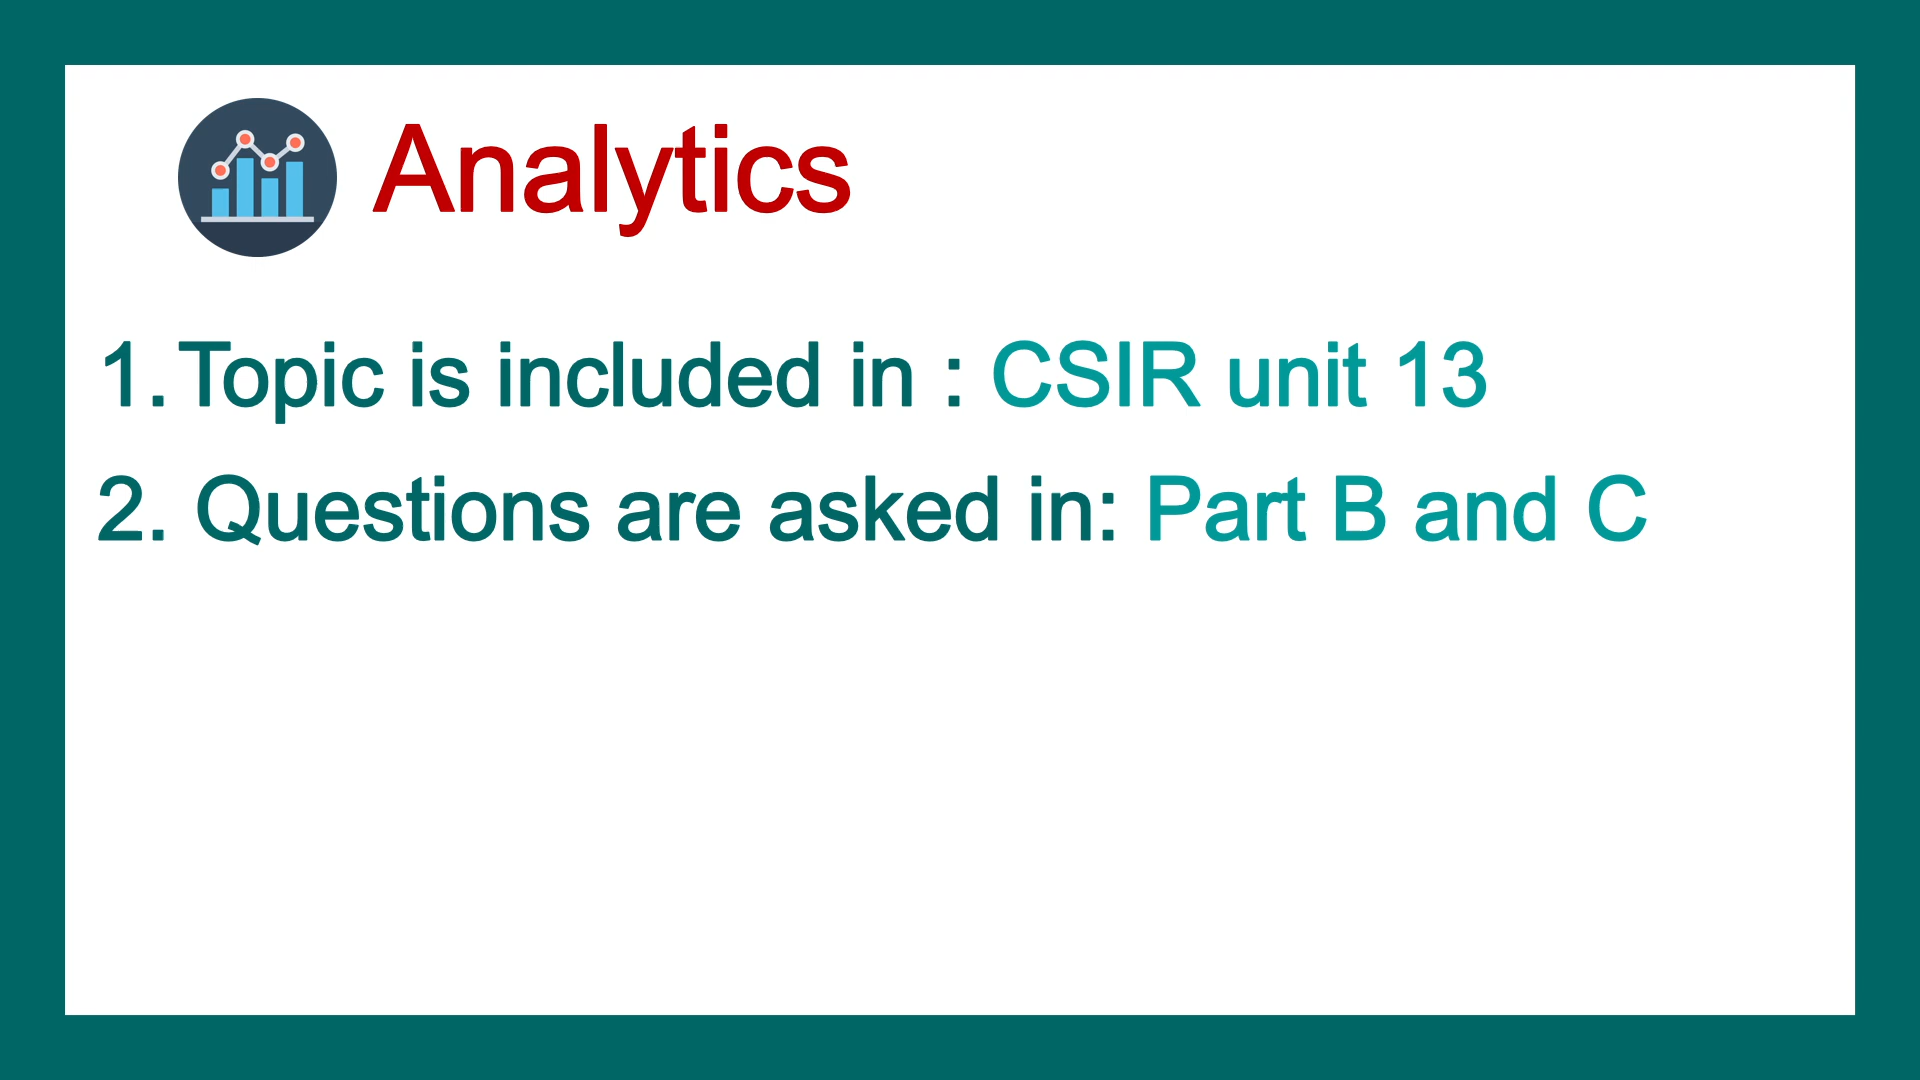 Analytics
1. Topic is included in : CSIR unit 13
2. Questions are asked in: Part B and C